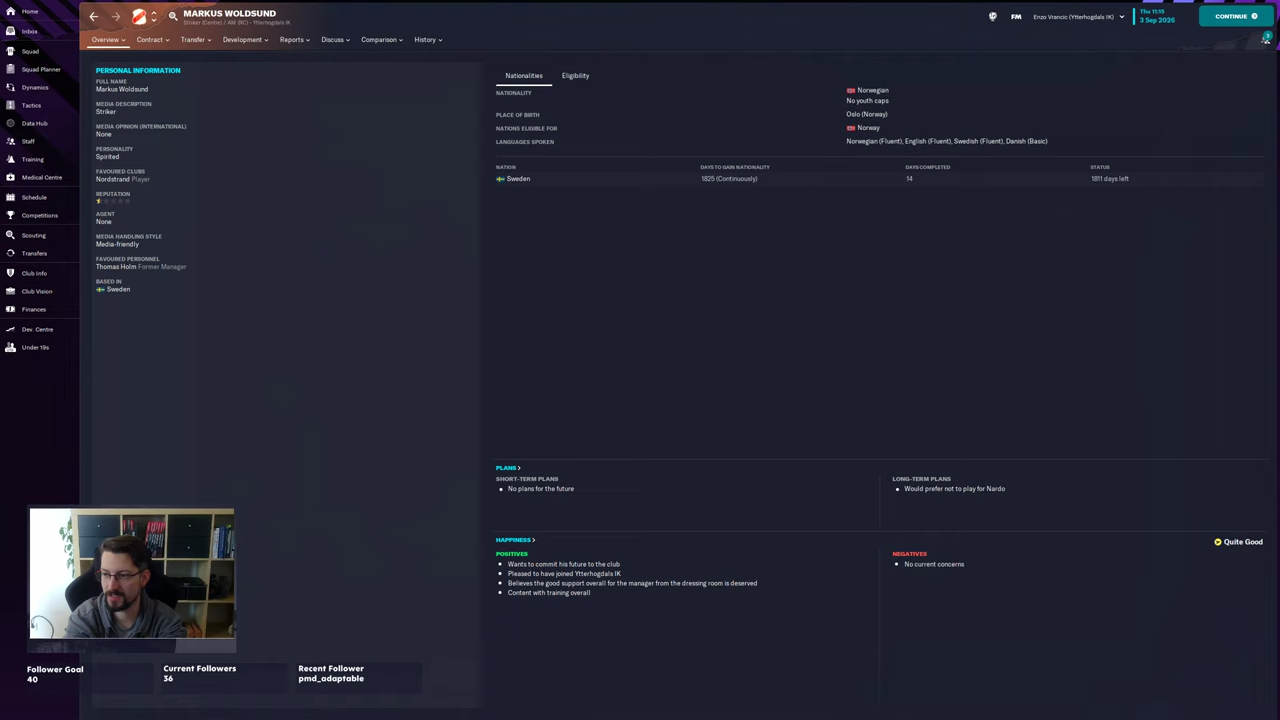 Home
Inbox
Squad
Squad Planner
Dynamics
Tactics
Data Hub
Staff
Training
Medical Centre
Schedule
Competitions
Scouting
Transfers
Club Info
Club Vision
Finances
Dev. Centre
Under 19s
MARKUS WOLDSUND
Striker (Centre) / AM (RC) - Ytterhogdals IK
FM
Enzo Vrancic (Ytterhogdals IK)
Thu 11:15
3 Sep 2026
CONTINUE
3
Overview
Contract
Transfer
Development
Reports
Discuss
Comparison
History
PERSONAL INFORMATION
FULL NAME
Markus Woldsund
MEDIA DESCRIPTION
Striker
MEDIA OPINION (INTERNATIONAL)
None
PERSONALITY
Spirited
FAVOURED CLUBS
Nordstrand Player
REPUTATION
AGENT
None
MEDIA HANDLING STYLE
Media-friendly
FAVOURED PERSONNEL
Thomas Holm Former Manager
BASED IN
Sweden
Nationalities
Eligibility
NATIONALITY
Norwegian
No youth caps
PLACE OF BIRTH
Oslo (Norway)
NATIONS ELIGIBLE FOR
Norway
LANGUAGES SPOKEN
Norwegian (Fluent), English (Fluent), Swedish (Fluent), Danish (Basic)
NATION DAYS TO GAIN NATIONALITY DAYS COMPLETED STATUS
Sweden 1825 (Continuously) 14 1811 days left
PLANS
SHORT-TERM PLANS
No plans for the future
LONG-TERM PLANS
Would prefer not to play for Nardo
HAPPINESS
Quite Good
POSITIVES
Wants to commit his future to the club
Pleased to have joined Ytterhogdals IK
Believes the good support overall for the manager from the dressing room is deserved
Content with training overall
NEGATIVES
No current concerns
Follower Goal
40
Current Followers
36
Recent Follower
pmd_adaptable